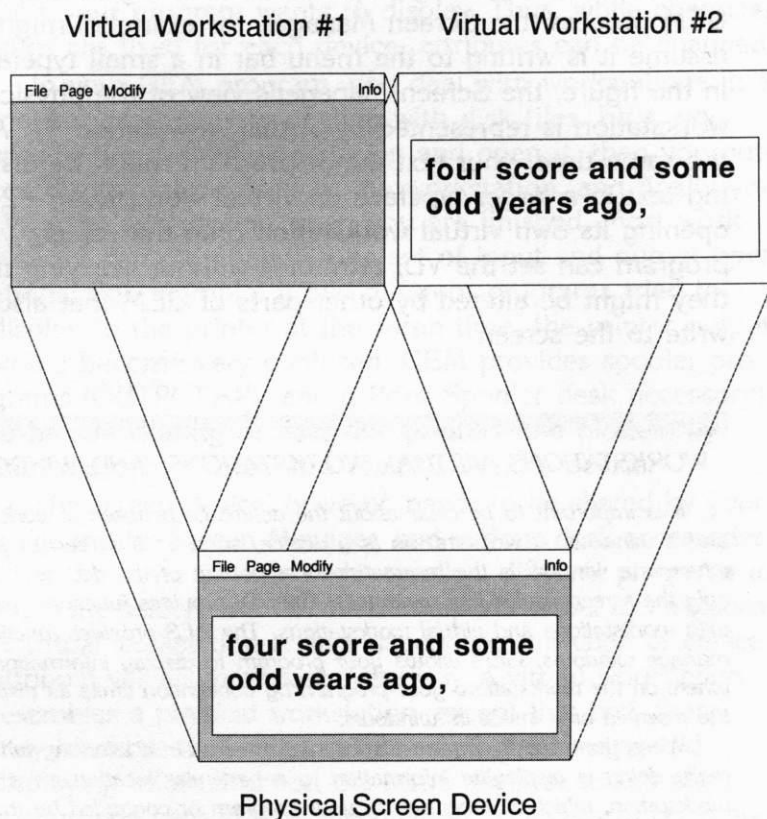 Virtual Workstation #1 Virtual Workstation #2
File Page Modify Info
four score and some
odd years ago,
File Page Modify Info
four score and some
odd years ago,
Physical Screen Device